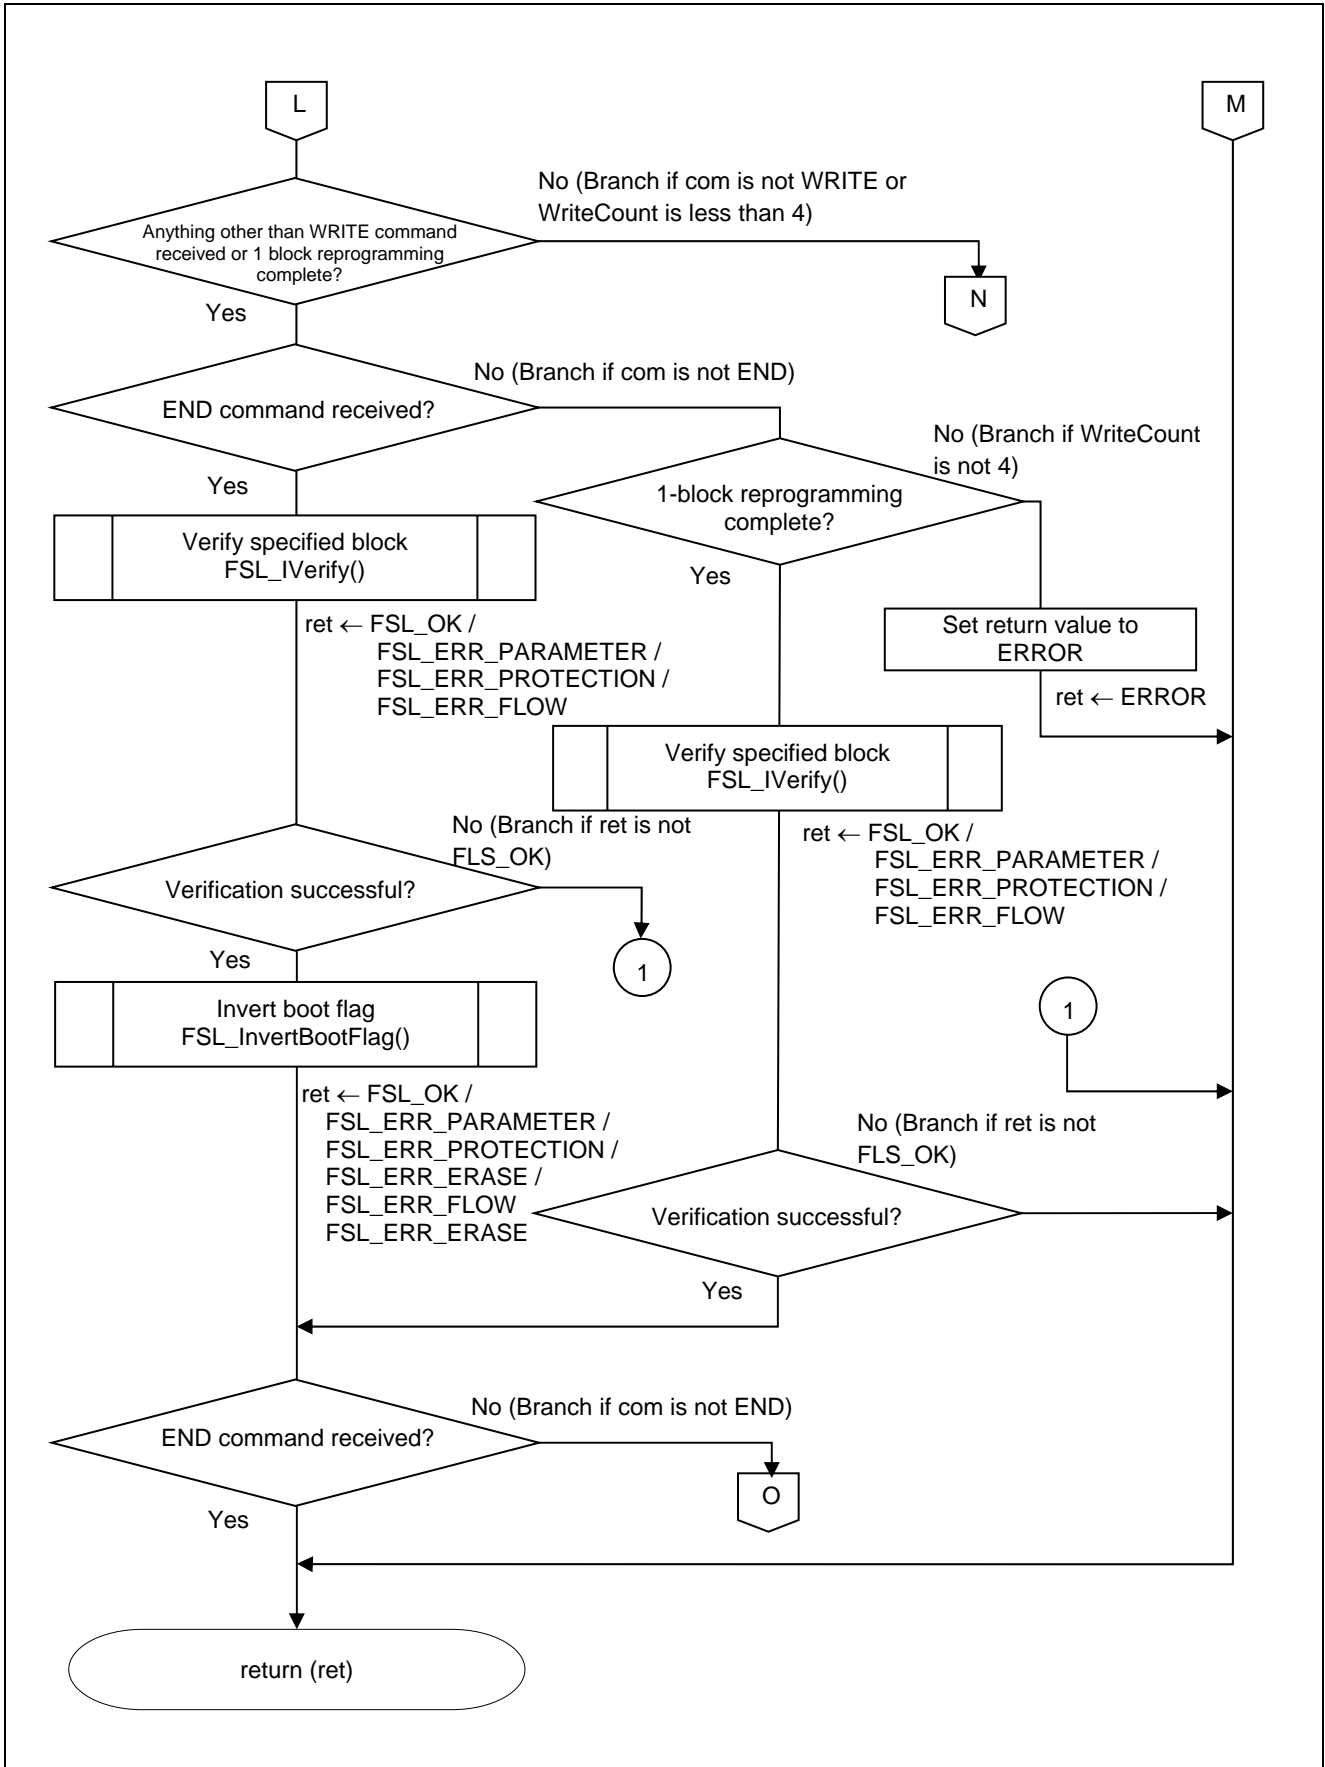 L
M
No (Branch if com is not WRITE or
WriteCount is less than 4)
Anything other than WRITE command
received or 1 block reprogramming
complete?
N
Yes
No (Branch if com is not END)
END command received?
No (Branch if WriteCount
is not 4)
Yes
1-block reprogramming
complete?
Verify specified block
FSL_IVerify()
Yes
ret ← FSL_OK /
FSL_ERR_PARAMETER /
FSL_ERR_PROTECTION /
FSL_ERR_FLOW
Set return value to
ERROR
ret ← ERROR
Verify specified block
FSL_IVerify()
No (Branch if ret is not
FLS_OK)
ret ← FSL_OK /
FSL_ERR_PARAMETER /
FSL_ERR_PROTECTION /
FSL_ERR_FLOW
Verification successful?
Yes
1
Invert boot flag
FSL_InvertBootFlag()
1
ret ← FSL_OK /
FSL_ERR_PARAMETER /
FSL_ERR_PROTECTION /
FSL_ERR_ERASE /
FSL_ERR_FLOW
FSL_ERR_ERASE
No (Branch if ret is not
FLS_OK)
Verification successful?
Yes
No (Branch if com is not END)
END command received?
O
Yes
return (ret)